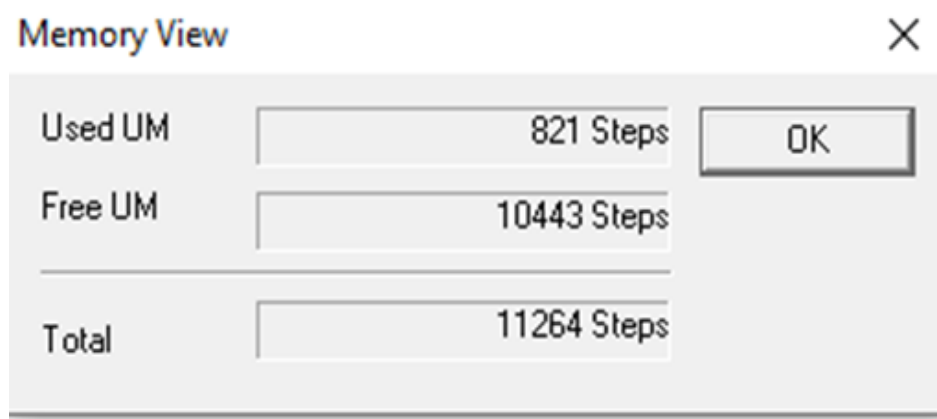 Memory View
Used UM 821 Steps OK
Free UM 10443 Steps
Total 11264 Steps